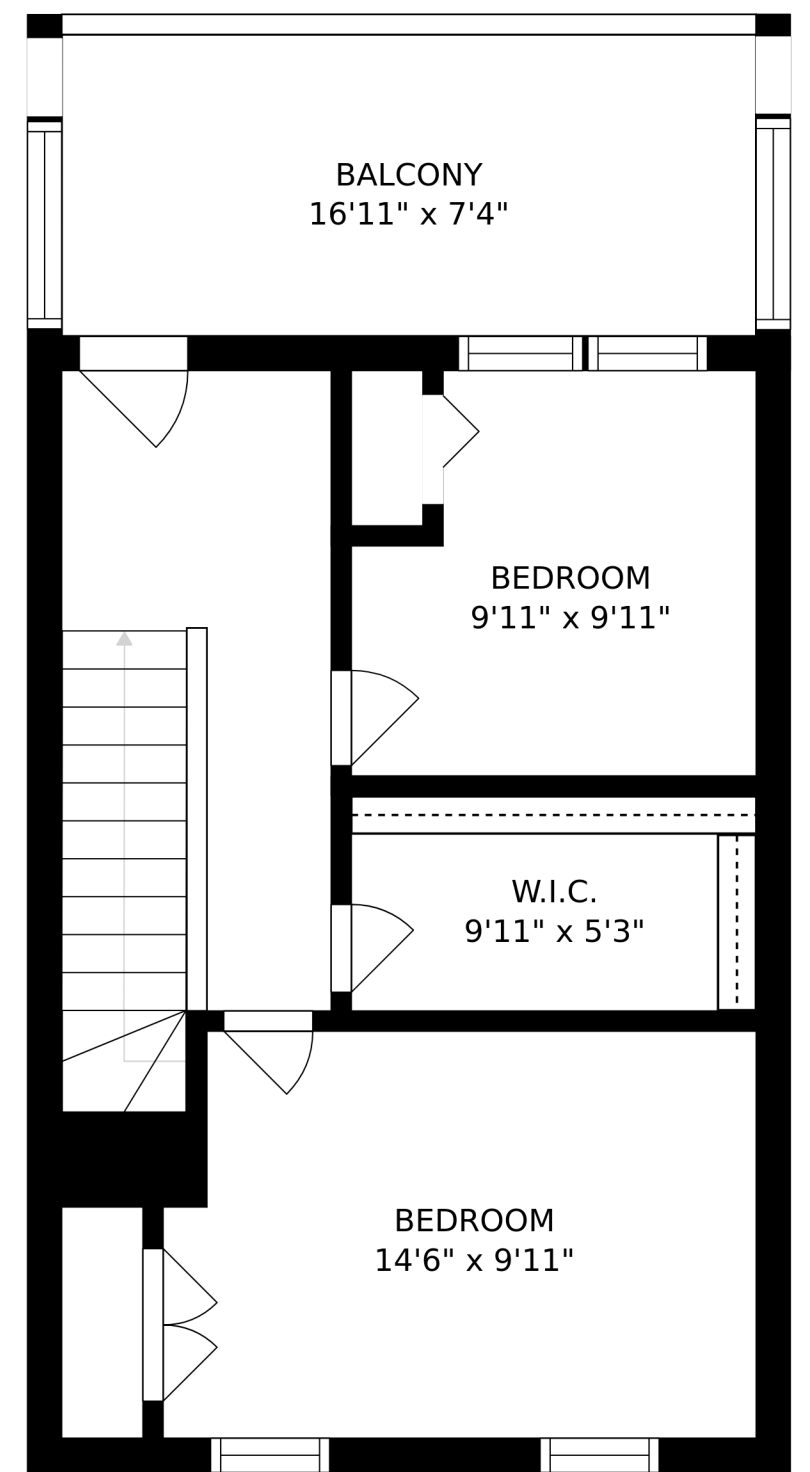 BALCONY
16'11" x 7'4"
BEDROOM
9'11" x 9'11"
W.I.C.
9'11" x 5'3"
BEDROOM
14'6" x 9'11"